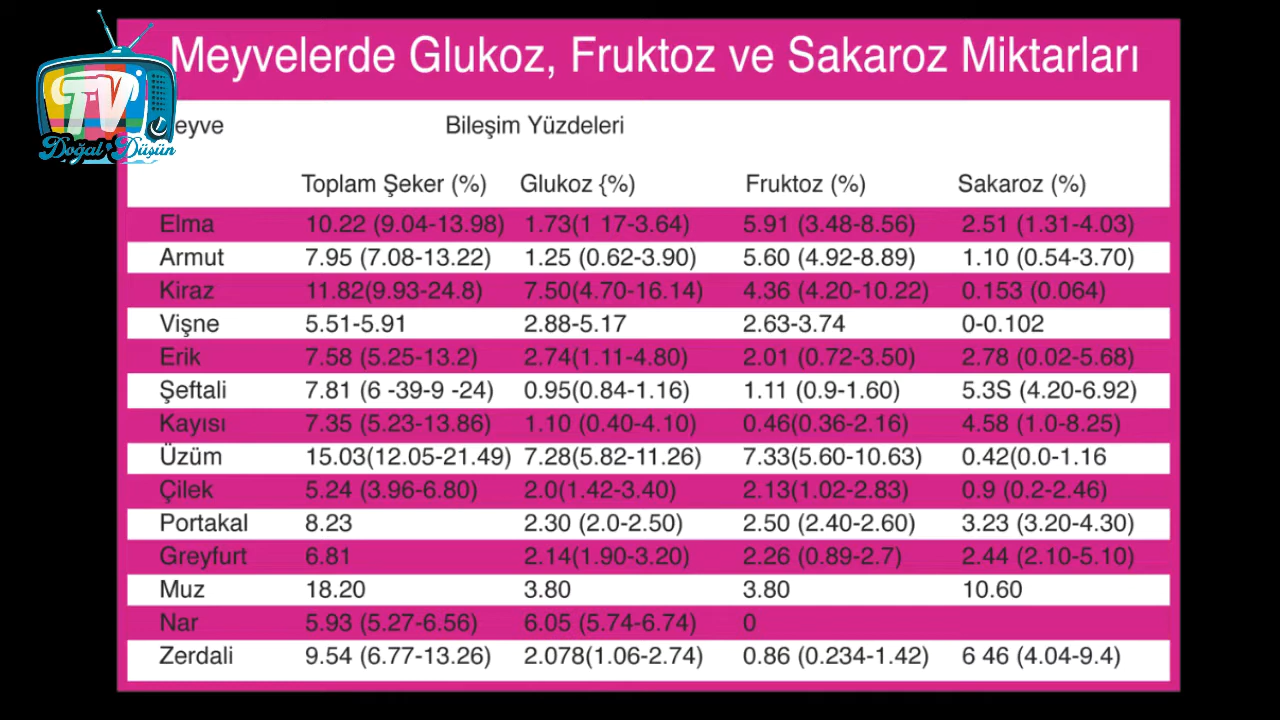 Meyvelerde Glukoz, Fruktoz ve Sakaroz Miktarları
TV
Doğal Düşün
eyve Bileşim Yüzdeleri
Toplam Şeker (%) Glukoz {%) Fruktoz (%) Sakaroz (%)
Elma 10.22 (9.04-13.98) 1.73(1 17-3.64) 5.91 (3.48-8.56) 2.51 (1.31-4.03)
Armut 7.95 (7.08-13.22) 1.25 (0.62-3.90) 5.60 (4.92-8.89) 1.10 (0.54-3.70)
Kiraz 11.82(9.93-24.8) 7.50(4.70-16.14) 4.36 (4.20-10.22) 0.153 (0.064)
Vişne 5.51-5.91 2.88-5.17 2.63-3.74 0-0.102
Erik 7.58 (5.25-13.2) 2.74(1.11-4.80) 2.01 (0.72-3.50) 2.78 (0.02-5.68)
Şeftali 7.81 (6 -39-9 -24) 0.95(0.84-1.16) 1.11 (0.9-1.60) 5.3S (4.20-6.92)
Kayısı 7.35 (5.23-13.86) 1.10 (0.40-4.10) 0.46(0.36-2.16) 4.58 (1.0-8.25)
Üzüm 15.03(12.05-21.49) 7.28(5.82-11.26) 7.33(5.60-10.63) 0.42(0.0-1.16
Çilek 5.24 (3.96-6.80) 2.0(1.42-3.40) 2.13(1.02-2.83) 0.9 (0.2-2.46)
Portakal 8.23 2.30 (2.0-2.50) 2.50 (2.40-2.60) 3.23 (3.20-4.30)
Greyfurt 6.81 2.14(1.90-3.20) 2.26 (0.89-2.7) 2.44 (2.10-5.10)
Muz 18.20 3.80 3.80 10.60
Nar 5.93 (5.27-6.56) 6.05 (5.74-6.74) 0
Zerdali 9.54 (6.77-13.26) 2.078(1.06-2.74) 0.86 (0.234-1.42) 6 46 (4.04-9.4)